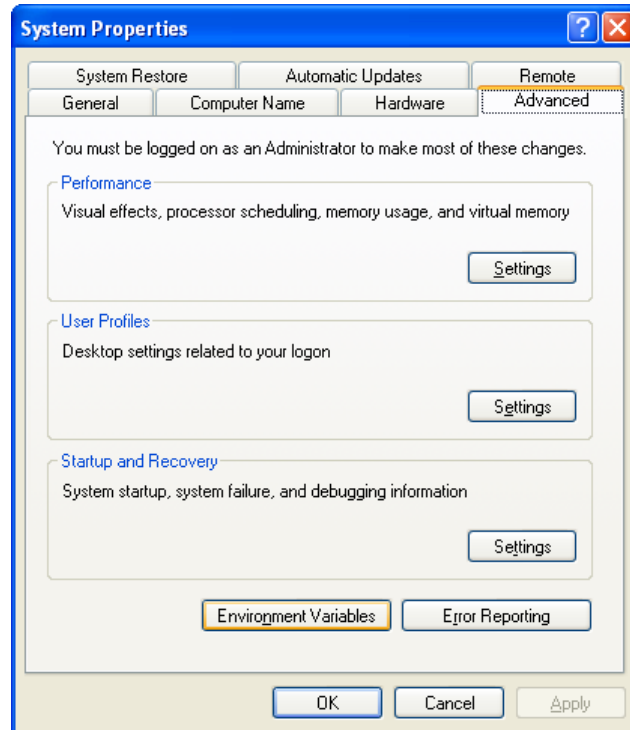 System Properties
System Restore Automatic Updates Remote
General Computer Name Hardware Advanced
You must be logged on as an Administrator to make most of these changes.
Performance
Visual effects, processor scheduling, memory usage, and virtual memory
Settings
User Profiles
Desktop settings related to your logon
Settings
Startup and Recovery
System startup, system failure, and debugging information
Settings
Environment Variables Error Reporting
OK Cancel Apply